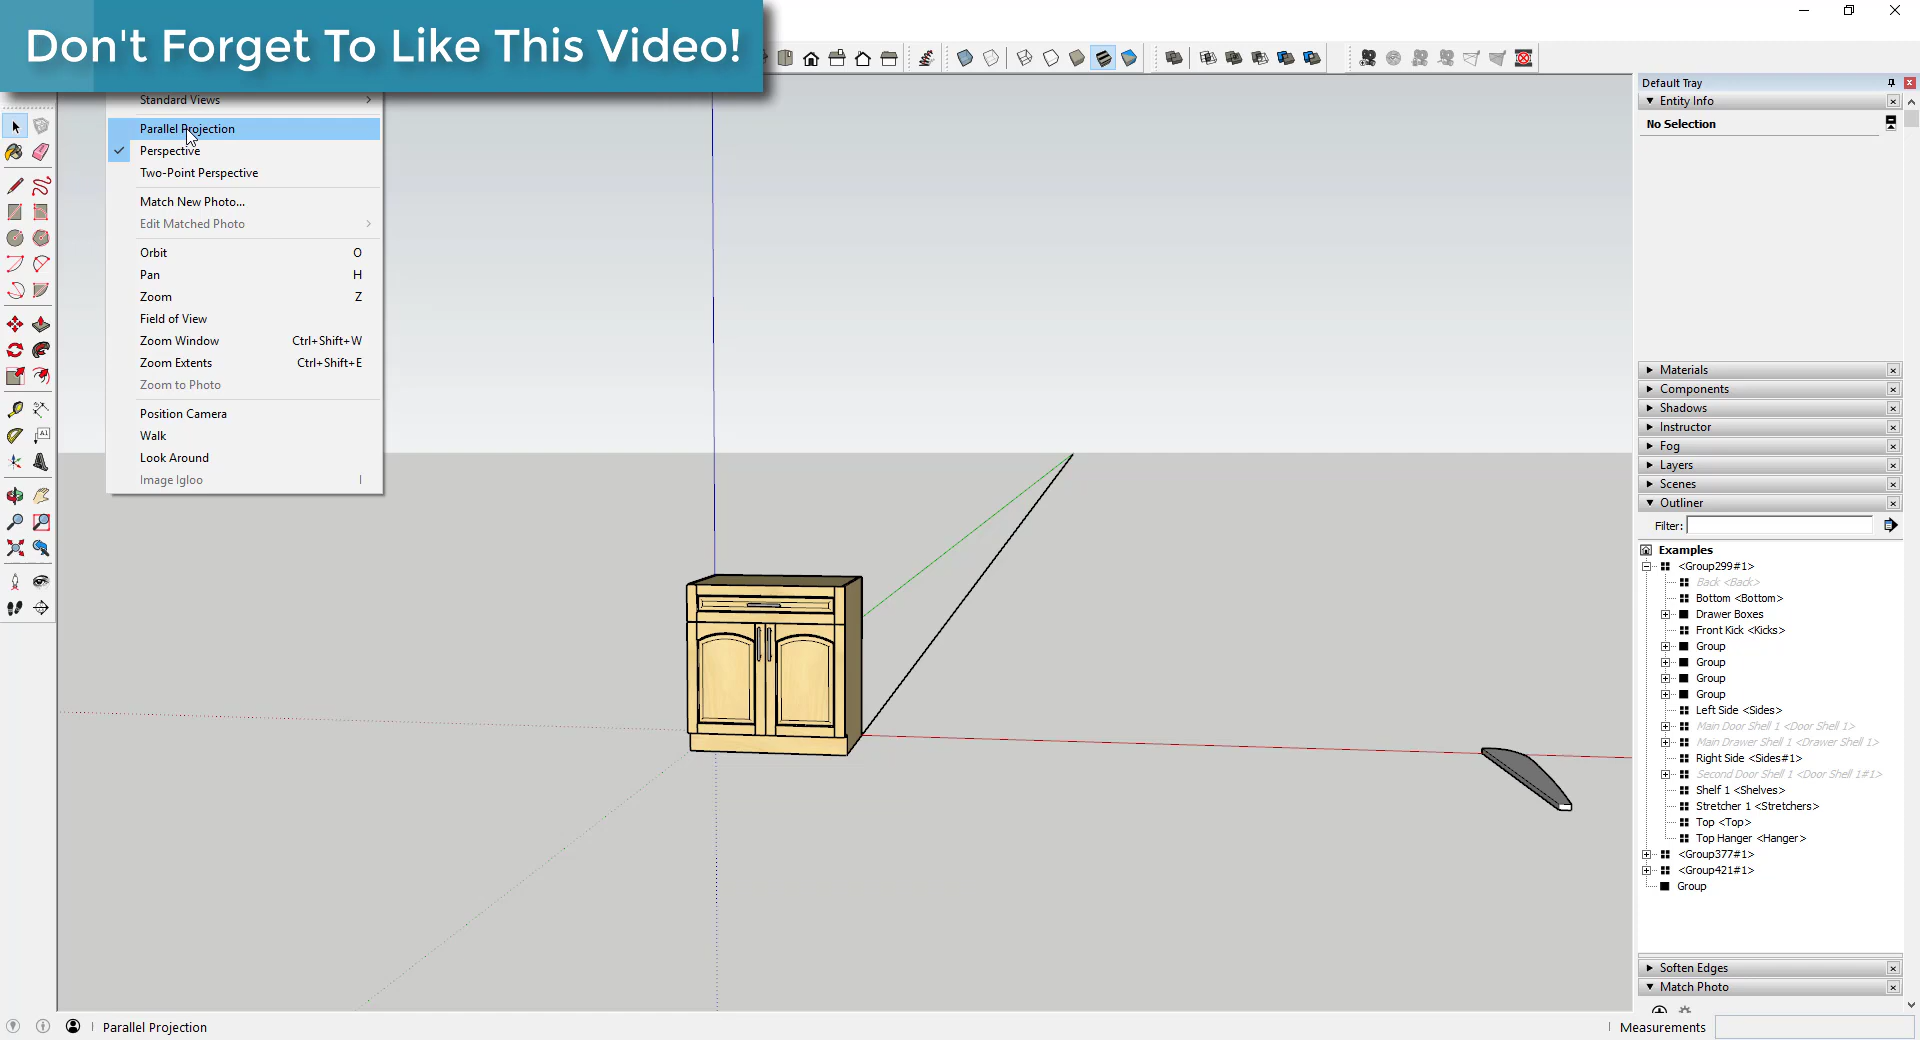 Don't Forget To Like This Video!
Standard Views
Parallel Projection
Perspective
Two-Point Perspective
Match New Photo...
Edit Matched Photo
Orbit O
Pan H
Zoom Z
Field of View
Zoom Window Ctrl+Shift+W
Zoom Extents Ctrl+Shift+E
Zoom to Photo
Position Camera
Walk
Look Around
Image Igloo I
Default Tray
Entity Info
No Selection
Materials
Components
Shadows
Instructor
Fog
Layers
Scenes
Outliner
Filter:
Examples
<Group299#1>
Back <Back>
Bottom <Bottom>
Drawer Boxes
Front Kick <Kicks>
Group
Group
Group
Group
Left Side <Sides>
Main Door Shell 1 <Door Shell 1>
Main Drawer Shell 1 <Drawer Shell 1>
Right Side <Sides#1>
Second Door Shell 1 <Door Shell 1#1>
Shelf 1 <Shelves>
Stretcher 1 <Stretchers>
Top <Top>
Top Hanger <Hanger>
<Group377#1>
<Group421#1>
Group
Soften Edges
Match Photo
Parallel Projection
Measurements